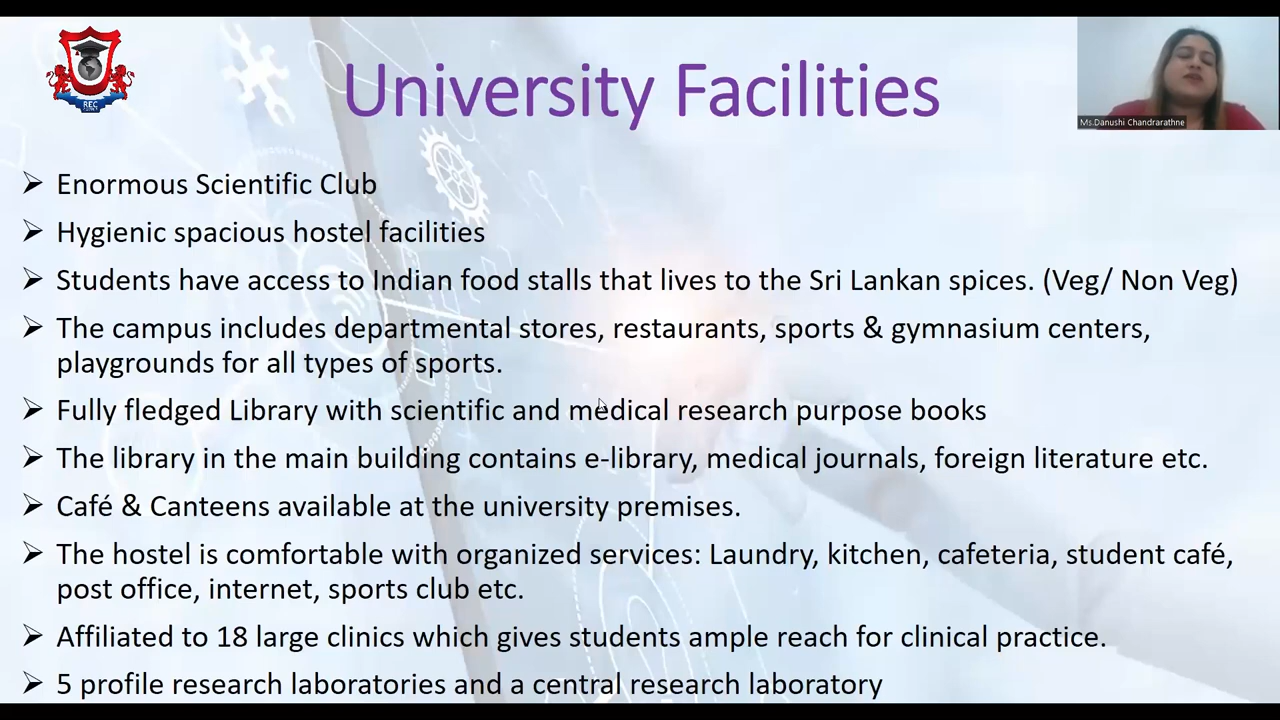 University Facilities
REC
Ms.Danushi Chandrarathne
➢ Enormous Scientific Club
➢ Hygienic spacious hostel facilities
➢ Students have access to Indian food stalls that lives to the Sri Lankan spices. (Veg/ Non Veg)
➢ The campus includes departmental stores, restaurants, sports & gymnasium centers,
playgrounds for all types of sports.
➢ Fully fledged Library with scientific and medical research purpose books
➢ The library in the main building contains e-library, medical journals, foreign literature etc.
➢ Café & Canteens available at the university premises.
➢ The hostel is comfortable with organized services: Laundry, kitchen, cafeteria, student café,
post office, internet, sports club etc.
➢ Affiliated to 18 large clinics which gives students ample reach for clinical practice.
➢ 5 profile research laboratories and a central research laboratory